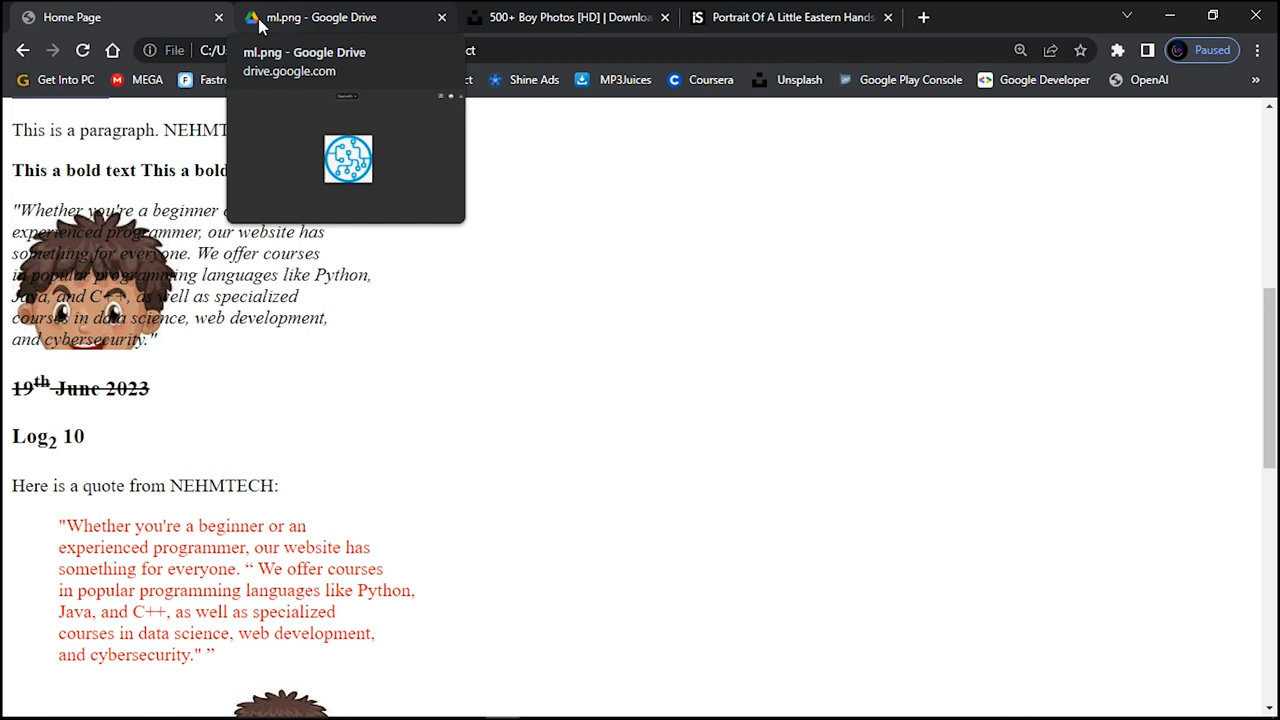 Home Page
ml.png - Google Drive
500+ Boy Photos [HD] | Downloa
iS Portrait Of A Little Eastern Hands
File C:/U
ct
Paused
ml.png - Google Drive
drive.google.com
Get Into PC
MEGA
Fastre
ct
Shine Ads
MP3Juices
Coursera
Unsplash
Google Play Console
Google Developer
OpenAI
»
This is a paragraph. NEHMT
This a bold text This a bold
"Whether you're a beginner
experienced programmer, our website has
something for everyone. We offer courses
in popular programming languages like Python,
Java, and C++, as well as specialized
courses in data science, web development,
and cybersecurity."
19th June 2023
Log2 10
Here is a quote from NEHMTECH:
"Whether you're a beginner or an
experienced programmer, our website has
something for everyone. “ We offer courses
in popular programming languages like Python,
Java, and C++, as well as specialized
courses in data science, web development,
and cybersecurity." ”